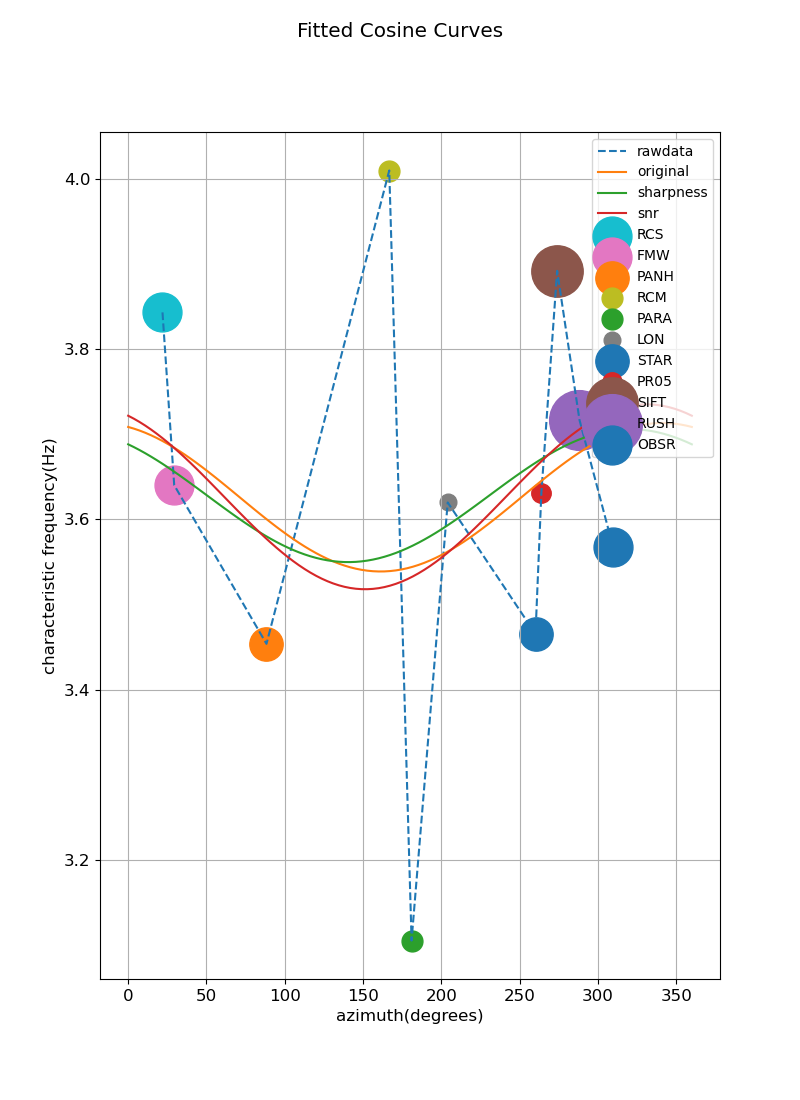 Fitted Cosine Curves
4.0
3.8
3.6
3.4
3.2
characteristic frequency(Hz)
0 50 100 150 200 250 300 350
azimuth(degrees)
rawdata
original
sharpness
snr
RCS
FMW
PANH
RCM
PARA
LON
STAR
PR05
SIFT
RUSH
OBSR